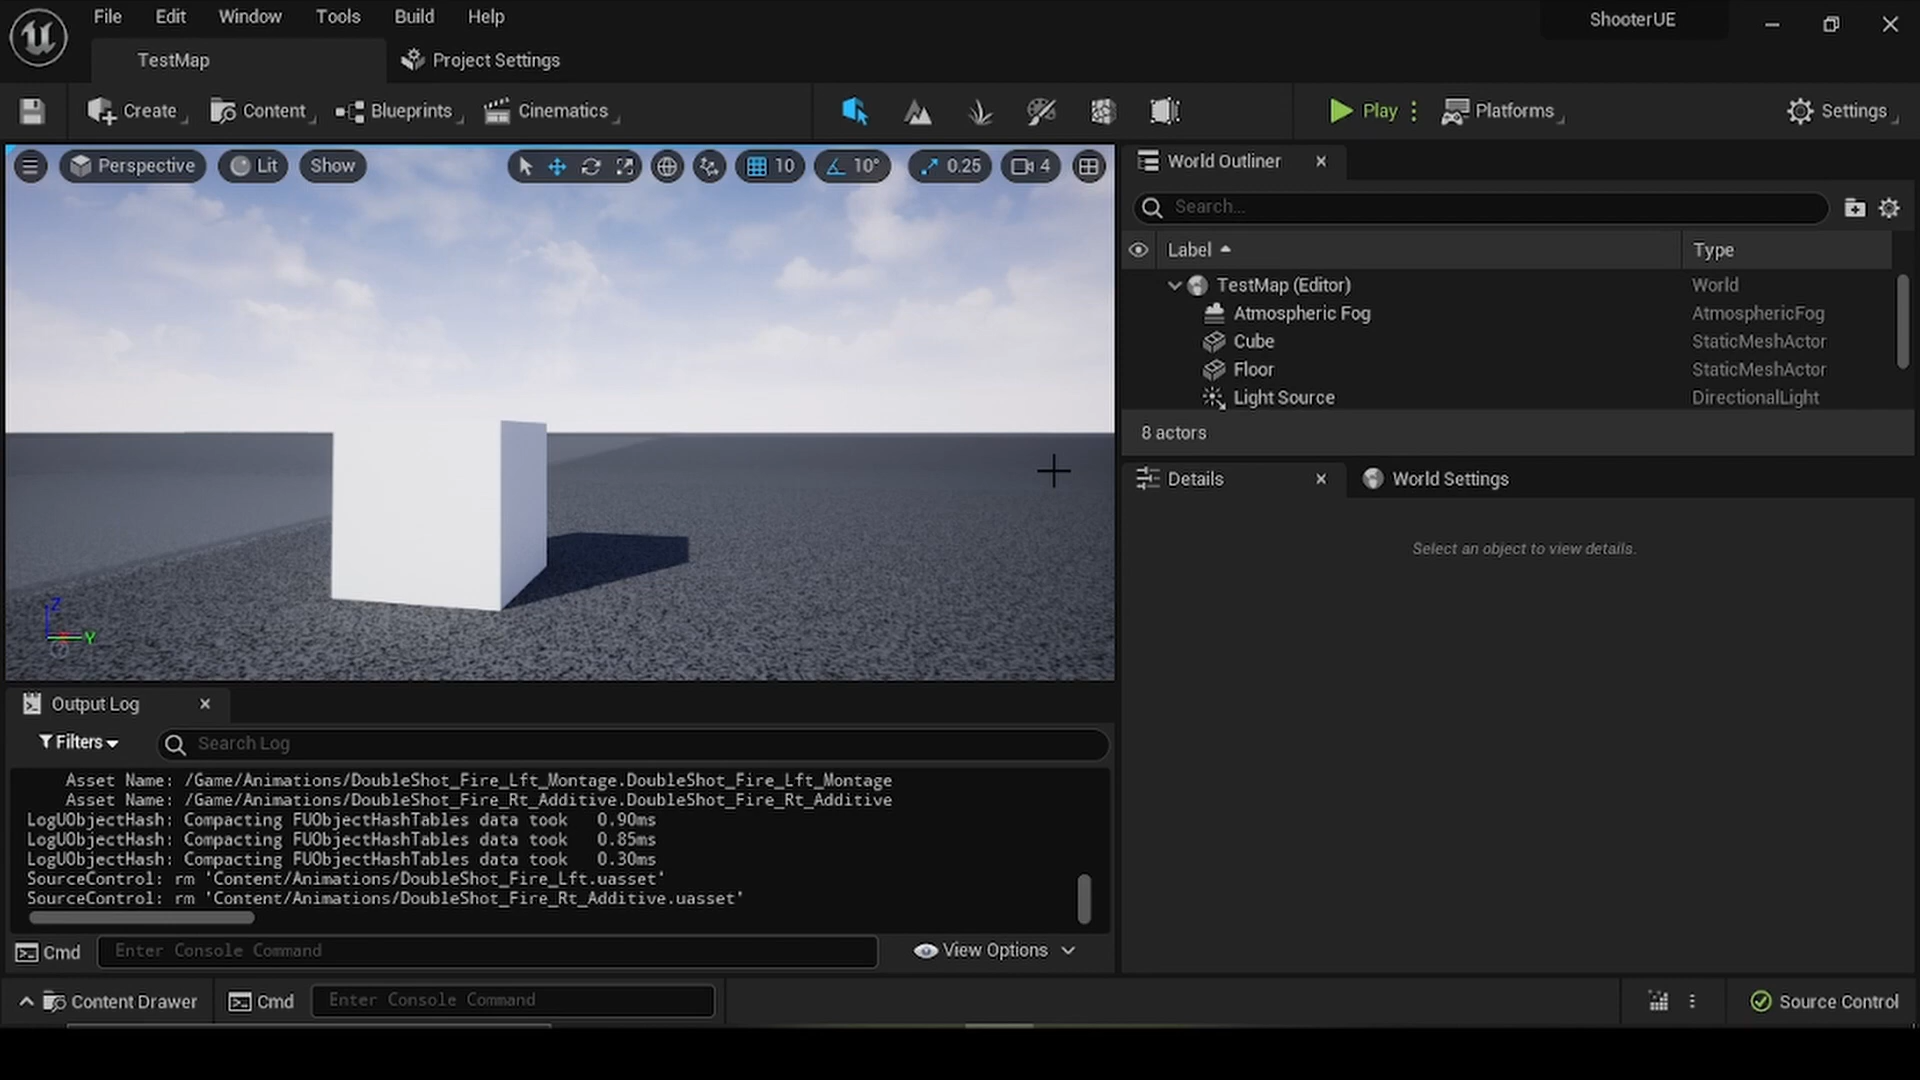 File Edit Window Tools Build Help
ShooterUE
TestMap
Project Settings
Create
Content
Blueprints
Cinematics
Play
Platforms
Settings
Perspective
Lit
Show
10
10°
0.25
4
World Outliner
Search...
Label
Type
TestMap (Editor) World
Atmospheric Fog AtmosphericFog
Cube StaticMeshActor
Floor StaticMeshActor
Light Source DirectionalLight
8 actors
Details
World Settings
Select an object to view details.
Z
Y
Output Log
Filters
Search Log
Asset Name: /Game/Animations/DoubleShot_Fire_Lft_Montage.DoubleShot_Fire_Lft_Montage
Asset Name: /Game/Animations/DoubleShot_Fire_Rt_Additive.DoubleShot_Fire_Rt_Additive
LogUObjectHash: Compacting FUObjectHashTables data took 0.90ms
LogUObjectHash: Compacting FUObjectHashTables data took 0.85ms
LogUObjectHash: Compacting FUObjectHashTables data took 0.30ms
SourceControl: rm 'Content/Animations/DoubleShot_Fire_Lft.uasset'
SourceControl: rm 'Content/Animations/DoubleShot_Fire_Rt_Additive.uasset'
Cmd
Enter Console Command
View Options
Content Drawer
Cmd
Enter Console Command
Source Control